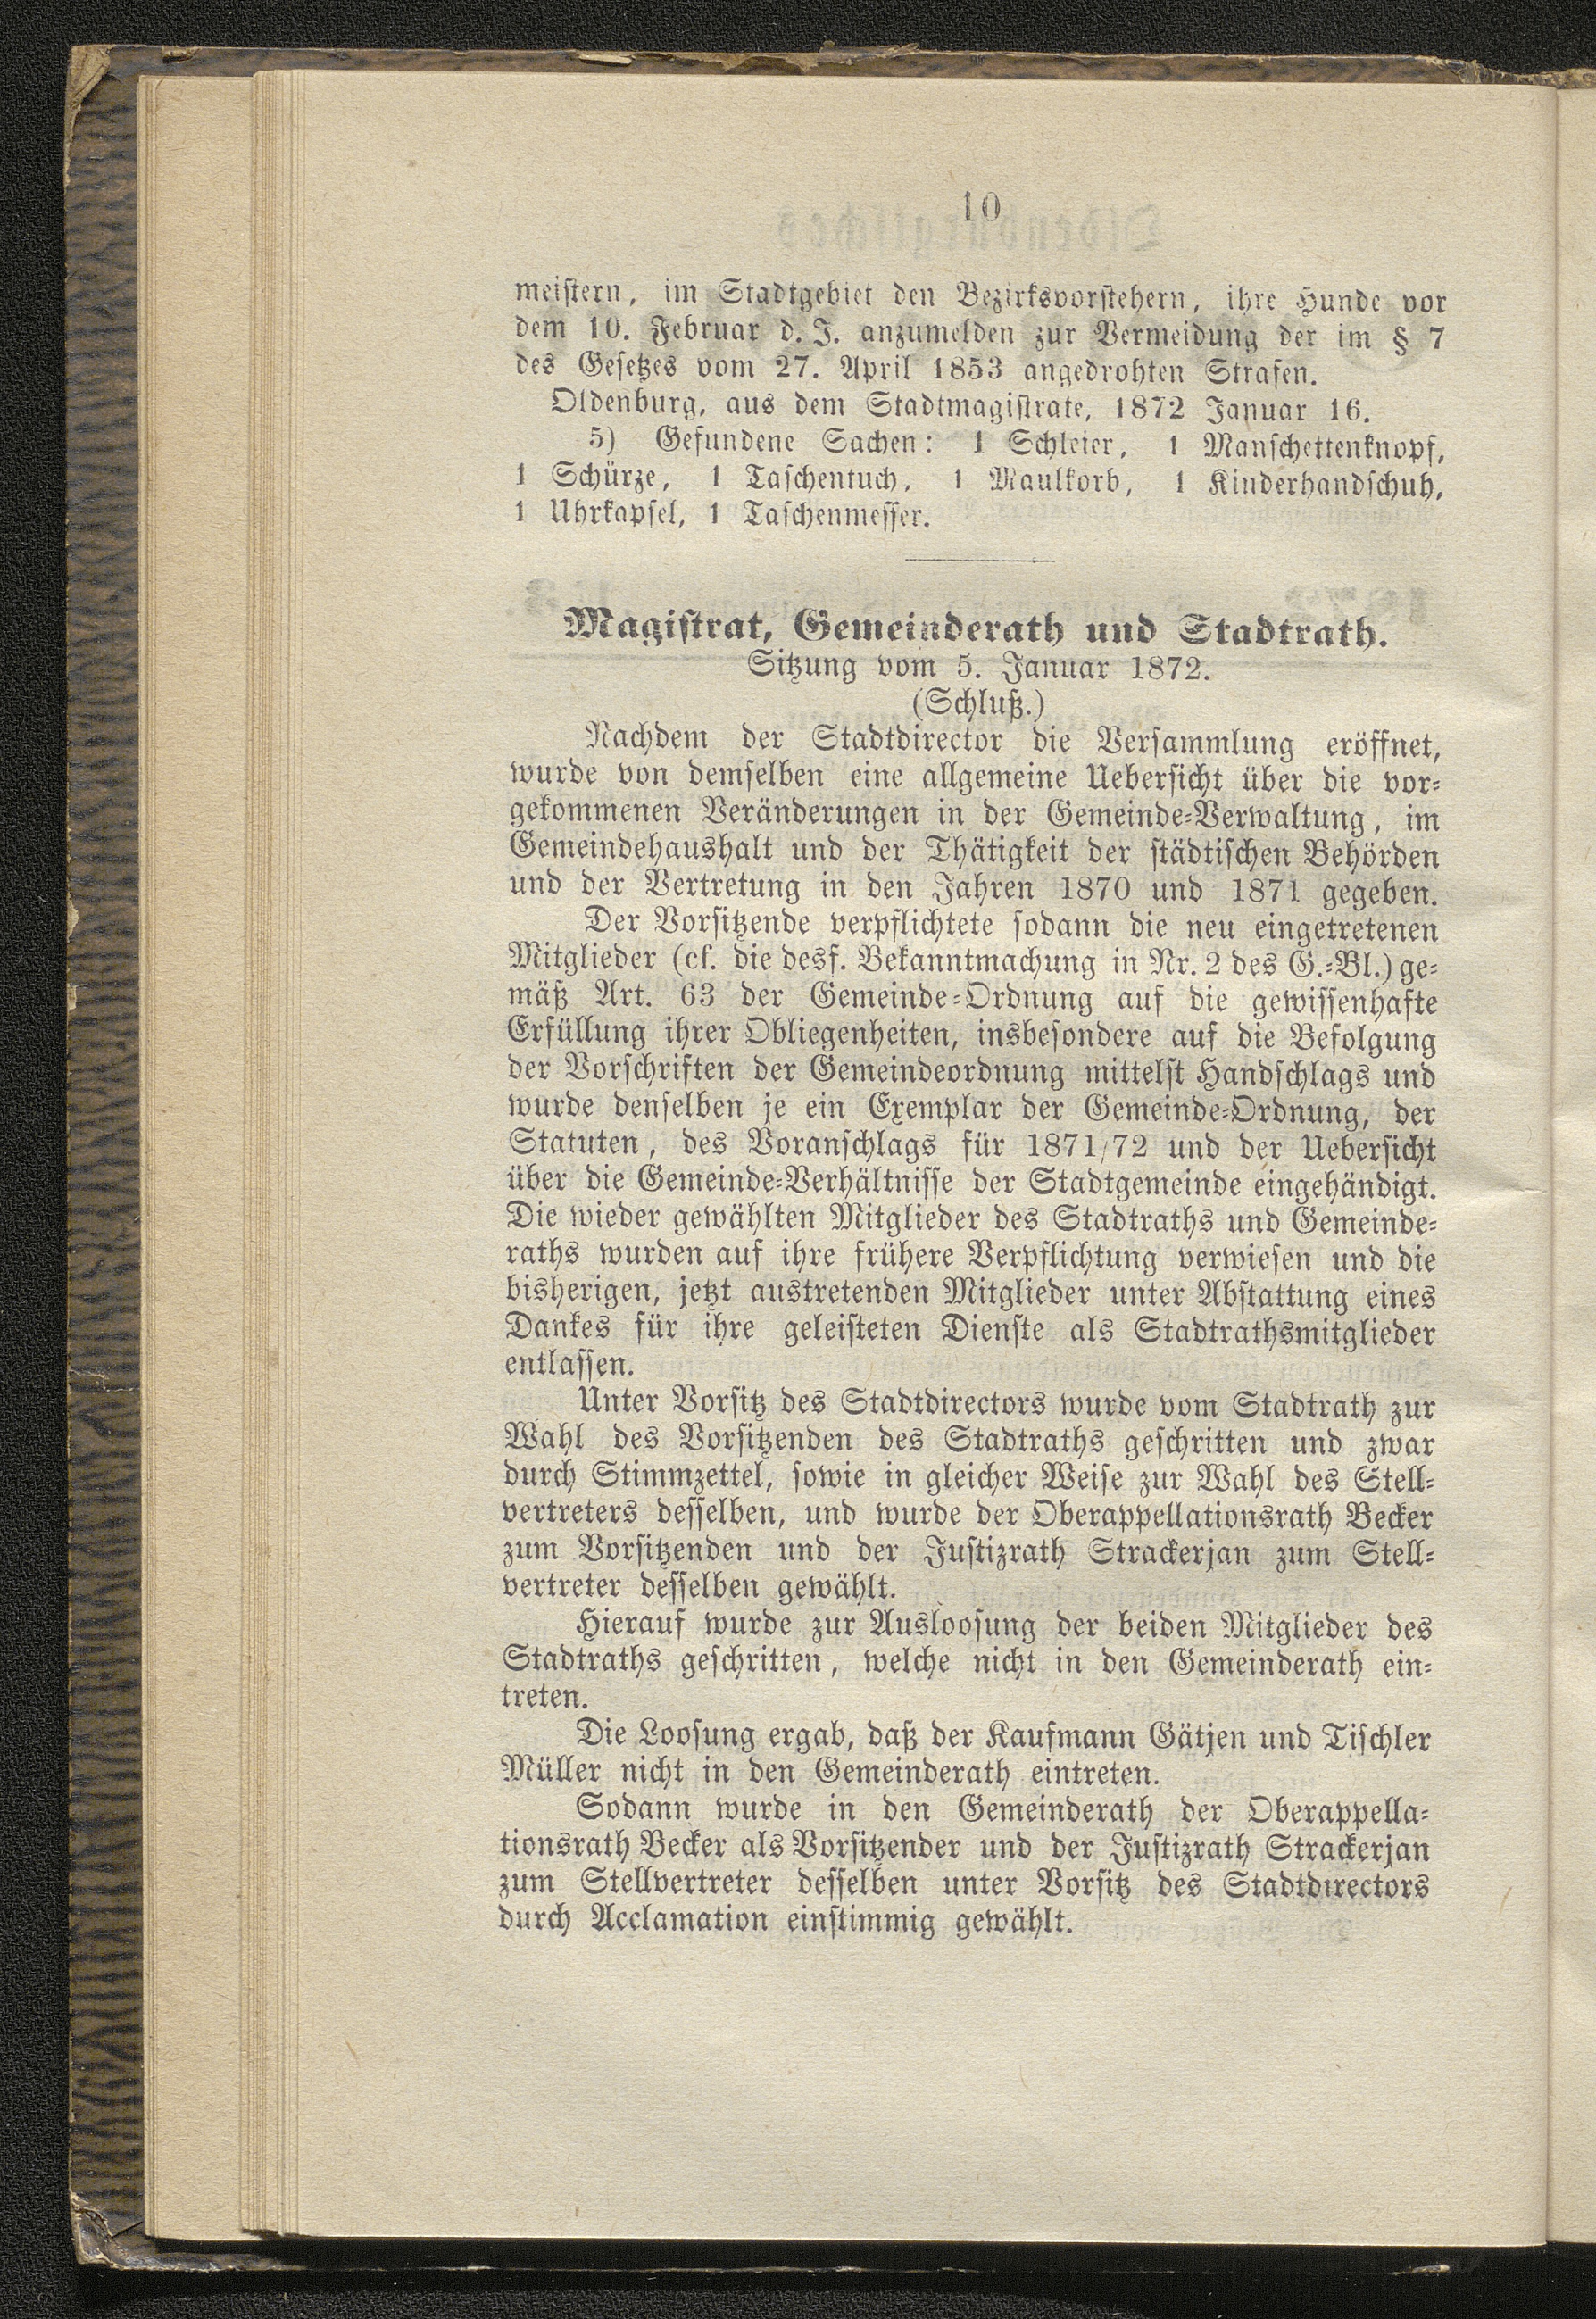 10
meistern, im Stadtgebiet den Bezirksvorstehern, ihre Hunde vor
dem 10. Februar d. J. anzumelden zur Vermeidung der im § 7
des Gesetzes vom 27. April 1853 angedrohten Strafen.
Oldenburg, aus dem Stadtmagistrate, 1872 Januar 16.
5) Gefundene Sachen: 1 Schleier, 1 Manschettenknopf,
1 Schürze, 1 Taschentuch, 1 Maulkorb, 1 Kinderhandschuh,
1 Uhrkapsel, 1 Taschenmesser.
Magistrat, Gemeinderath und Stadtrath.
Sitzung vom 5. Januar 1872.
(Schluß.)
Nachdem der Stadtdirector die Versammlung eröffnet,
wurde von demselben eine allgemeine Uebersicht über die vor-
gekommenen Veränderungen in der Gemeinde-Verwaltung, im
Gemeindehaushalt und der Thätigkeit der städtischen Behörden
und der Vertretung in den Jahren 1870 und 1871 gegeben.
Der Vorsitzende verpflichtete sodann die neu eingetretenen
Mitglieder (cf. die desf. Bekanntmachung in Nr. 2 des G.-Bl.) ge-
mäß Art. 63 der Gemeinde-Ordnung auf die gewissenhafte
Erfüllung ihrer Obliegenheiten, insbesondere auf die Befolgung
der Vorschriften der Gemeindeordnung mittelst Handschlags und
wurde denselben je ein Exemplar der Gemeinde-Ordnung, der
Statuten, des Voranschlags für 1871/72 und der Uebersicht
über die Gemeinde-Verhältnisse der Stadtgemeinde eingehändigt.
Die wieder gewählten Mitglieder des Stadtraths und Gemeinde-
raths wurden auf ihre frühere Verpflichtung verwiesen und die
bisherigen, jetzt austretenden Mitglieder unter Abstattung eines
Dankes für ihre geleisteten Dienste als Stadtrathsmitglieder
entlassen.
Unter Vorsitz des Stadtdirectors wurde vom Stadtrath zur
Wahl des Vorsitzenden des Stadtraths geschritten und zwar
durch Stimmzettel, sowie in gleicher Weise zur Wahl des Stell-
vertreters desselben, und wurde der Oberappellationsrath Becker
zum Vorsitzenden und der Justizrath Strackerjan zum Stell-
vertreter desselben gewählt.
Hierauf wurde zur Ausloosung der beiden Mitglieder des
Stadtraths geschritten, welche nicht in den Gemeinderath ein-
treten.
Die Loosung ergab, daß der Kaufmann Gätjen und Tischler
Müller nicht in den Gemeinderath eintreten.
Sodann wurde in den Gemeinderath der Oberappella-
tionsrath Becker als Vorsitzender und der Justizrath Strackerjan
zum Stellvertreter desselben unter Vorsitz des Stadtdirectors
durch Acclamation einstimmig gewählt.